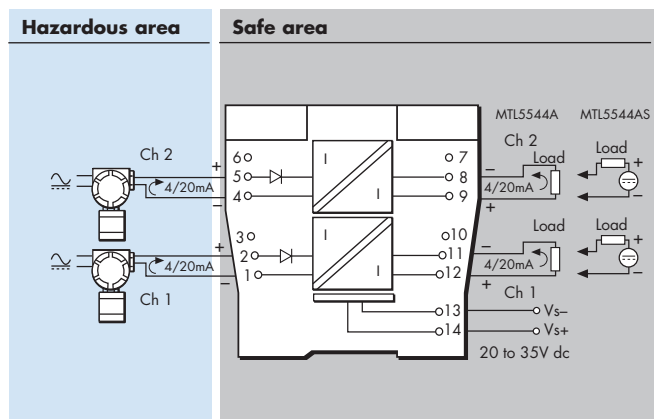 Hazardous area
Safe area
MTL5544A MTL5544AS
Ch 2
6
5
4
+
–
4/20mA
I
I
7
8
9
–
+
4/20mA
Ch 2
Load
Load
+
–
3
2
1
+
–
4/20mA
Ch 1
I
I
10
11
12
–
+
4/20mA
Load
Ch 1
Load
+
–
13 Vs–
14 Vs+
20 to 35V dc